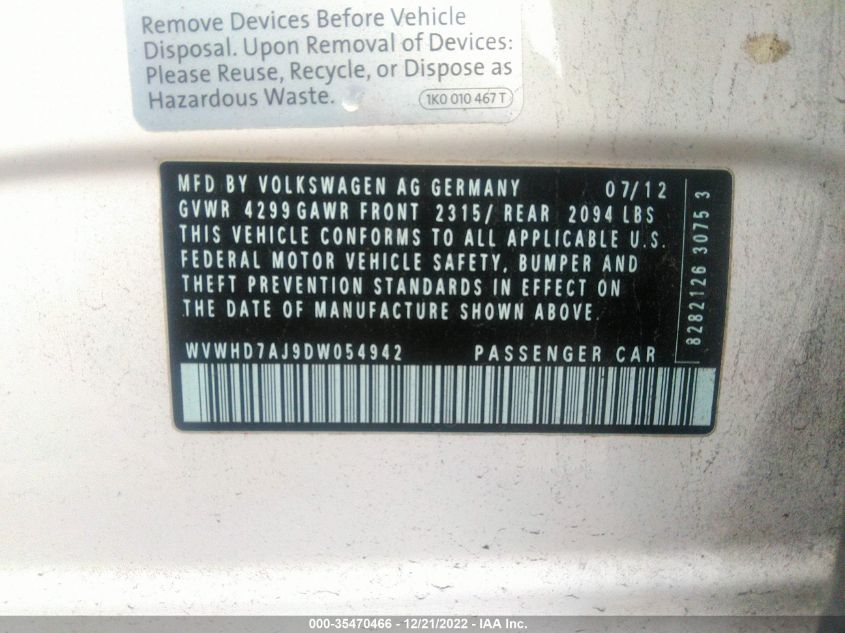 Remove Devices Before Vehicle
Disposal. Upon Removal of Devices:
Please Reuse, Recycle, or Dispose as
Hazardous Waste.
1K0 010 467 T
MFD BY VOLKSWAGEN AG GERMANY 07/12
GVWR 4299 GAWR FRONT 2315/ REAR 2094 LBS
THIS VEHICLE CONFORMS TO ALL APPLICABLE U.S.
FEDERAL MOTOR VEHICLE SAFETY, BUMPER AND
THEFT PREVENTION STANDARDS IN EFFECT ON
THE DATE OF MANUFACTURE SHOWN ABOVE.
WVWHD7AJ9DW054942 PASSENGER CAR
8282126 3075 3
000-35470466 - 12/21/2022 - IAA Inc.